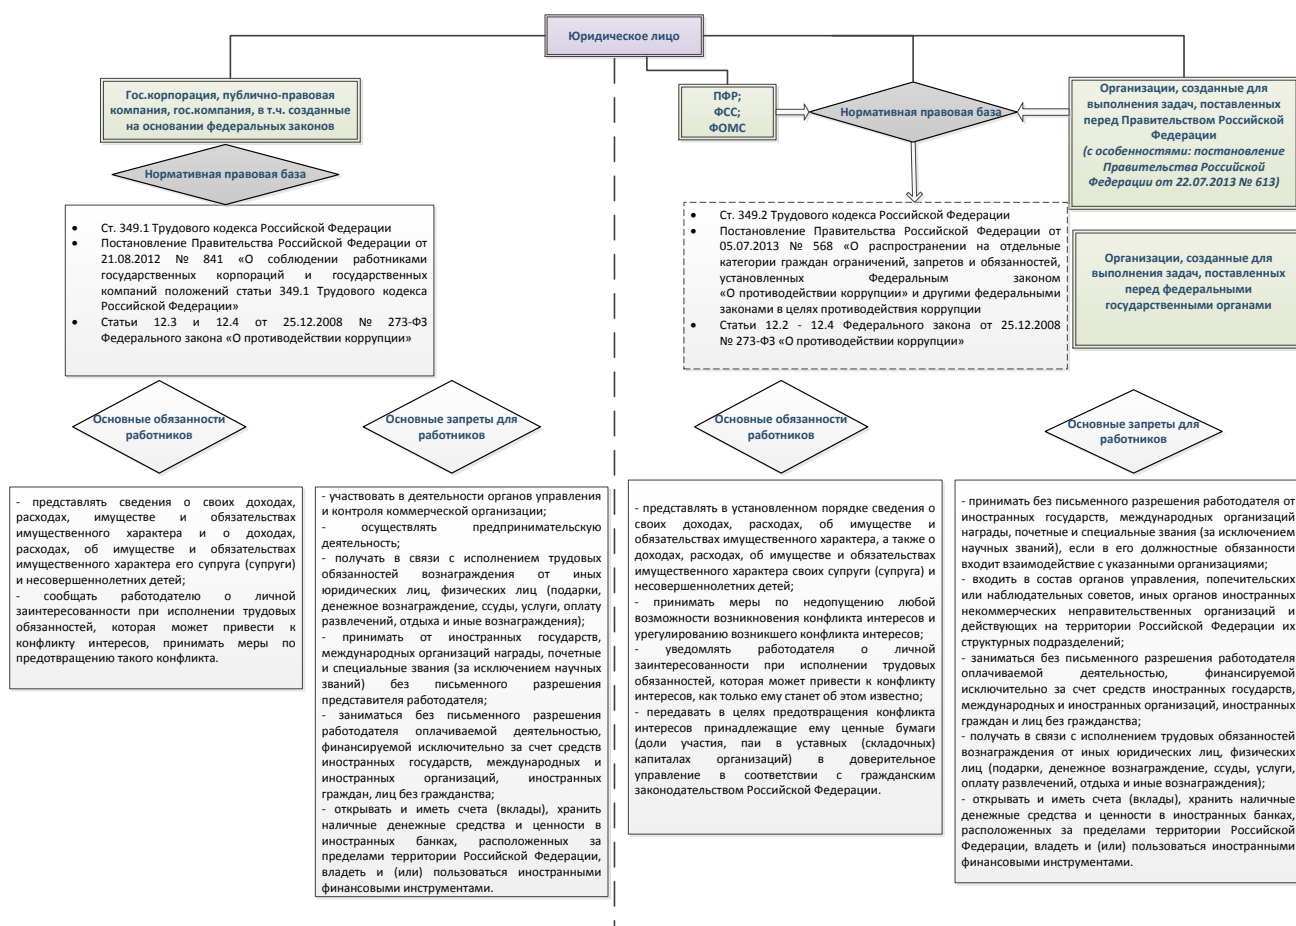 Юридическое лицо
Гос.корпорация, публично-правовая
компания, гос.компания, в т.ч. созданные
на основании федеральных законов
Нормативная правовая база
• Ст. 349.1 Трудового кодекса Российской Федерации
• Постановление Правительства Российской Федерации от
21.08.2012 № 841 «О соблюдении работниками
государственных корпораций и государственных
компаний положений статьи 349.1 Трудового кодекса
Российской Федерации»
• Статьи 12.3 и 12.4 от 25.12.2008 № 273-ФЗ
Федерального закона «О противодействии коррупции»
Основные обязанности
работников
- представлять сведения о своих доходах,
расходах, имуществе и обязательствах
имущественного характера и о доходах,
расходах, об имуществе и обязательствах
имущественного характера его супруга (супруги)
и несовершеннолетних детей;
- сообщать работодателю о личной
заинтересованности при исполнении трудовых
обязанностей, которая может привести к
конфликту интересов, принимать меры по
предотвращению такого конфликта.
Основные запреты для
работников
- участвовать в деятельности органов управления
и контроля коммерческой организации;
- осуществлять предпринимательскую
деятельность;
- получать в связи с исполнением трудовых
обязанностей вознаграждения от иных
юридических лиц, физических лиц (подарки,
денежное вознаграждение, ссуды, услуги, оплату
развлечений, отдыха и иные вознаграждения);
- принимать от иностранных государств,
международных организаций награды, почетные
и специальные звания (за исключением научных
званий) без письменного разрешения
представителя работодателя;
- заниматься без письменного разрешения
работодателя оплачиваемой деятельностью,
финансируемой исключительно за счет средств
иностранных государств, международных и
иностранных организаций, иностранных
граждан, лиц без гражданства;
- открывать и иметь счета (вклады), хранить
наличные денежные средства и ценности в
иностранных банках, расположенных за
пределами территории Российской Федерации,
владеть и (или) пользоваться иностранными
финансовыми инструментами.
ПФР;
ФСС;
ФОМС
Нормативная правовая база
Организации, созданные для
выполнения задач, поставленных
перед Правительством Российской
Федерации
(с особенностями: постановление
Правительства Российской
Федерации от 22.07.2013 № 613)
• Ст. 349.2 Трудового кодекса Российской Федерации
• Постановление Правительства Российской Федерации от
05.07.2013 № 568 «О распространении на отдельные
категории граждан ограничений, запретов и обязанностей,
установленных Федеральным законом
«О противодействии коррупции» и другими федеральными
законами в целях противодействия коррупции
• Статьи 12.2 - 12.4 Федерального закона от 25.12.2008
№ 273-ФЗ «О противодействии коррупции»
Организации, созданные для
выполнения задач, поставленных
перед федеральными
государственными органами
Основные обязанности
работников
- представлять в установленном порядке сведения о
своих доходах, расходах, об имуществе и
обязательствах имущественного характера, а также о
доходах, расходах, об имуществе и обязательствах
имущественного характера своих супруги (супруга) и
несовершеннолетних детей;
- принимать меры по недопущению любой
возможности возникновения конфликта интересов и
урегулированию возникшего конфликта интересов;
- уведомлять работодателя о личной
заинтересованности при исполнении трудовых
обязанностей, которая может привести к конфликту
интересов, как только ему станет об этом известно;
- передавать в целях предотвращения конфликта
интересов принадлежащие ему ценные бумаги
(доли участия, паи в уставных (складочных)
капиталах организаций) в доверительное
управление в соответствии с гражданским
законодательством Российской Федерации.
Основные запреты для
работников
- принимать без письменного разрешения работодателя от
иностранных государств, международных организаций
награды, почетные и специальные звания (за исключением
научных званий), если в его должностные обязанности
входит взаимодействие с указанными организациями;
- входить в состав органов управления, попечительских
или наблюдательных советов, иных органов иностранных
некоммерческих неправительственных организаций и
действующих на территории Российской Федерации их
структурных подразделений;
- заниматься без письменного разрешения работодателя
оплачиваемой деятельностью, финансируемой
исключительно за счет средств иностранных государств,
международных и иностранных организаций, иностранных
граждан и лиц без гражданства;
- получать в связи с исполнением трудовых обязанностей
вознаграждения от иных юридических лиц, физических
лиц (подарки, денежное вознаграждение, ссуды, услуги,
оплату развлечений, отдыха и иные вознаграждения);
- открывать и иметь счета (вклады), хранить наличные
денежные средства и ценности в иностранных банках,
расположенных за пределами территории Российской
Федерации, владеть и (или) пользоваться иностранными
финансовыми инструментами.